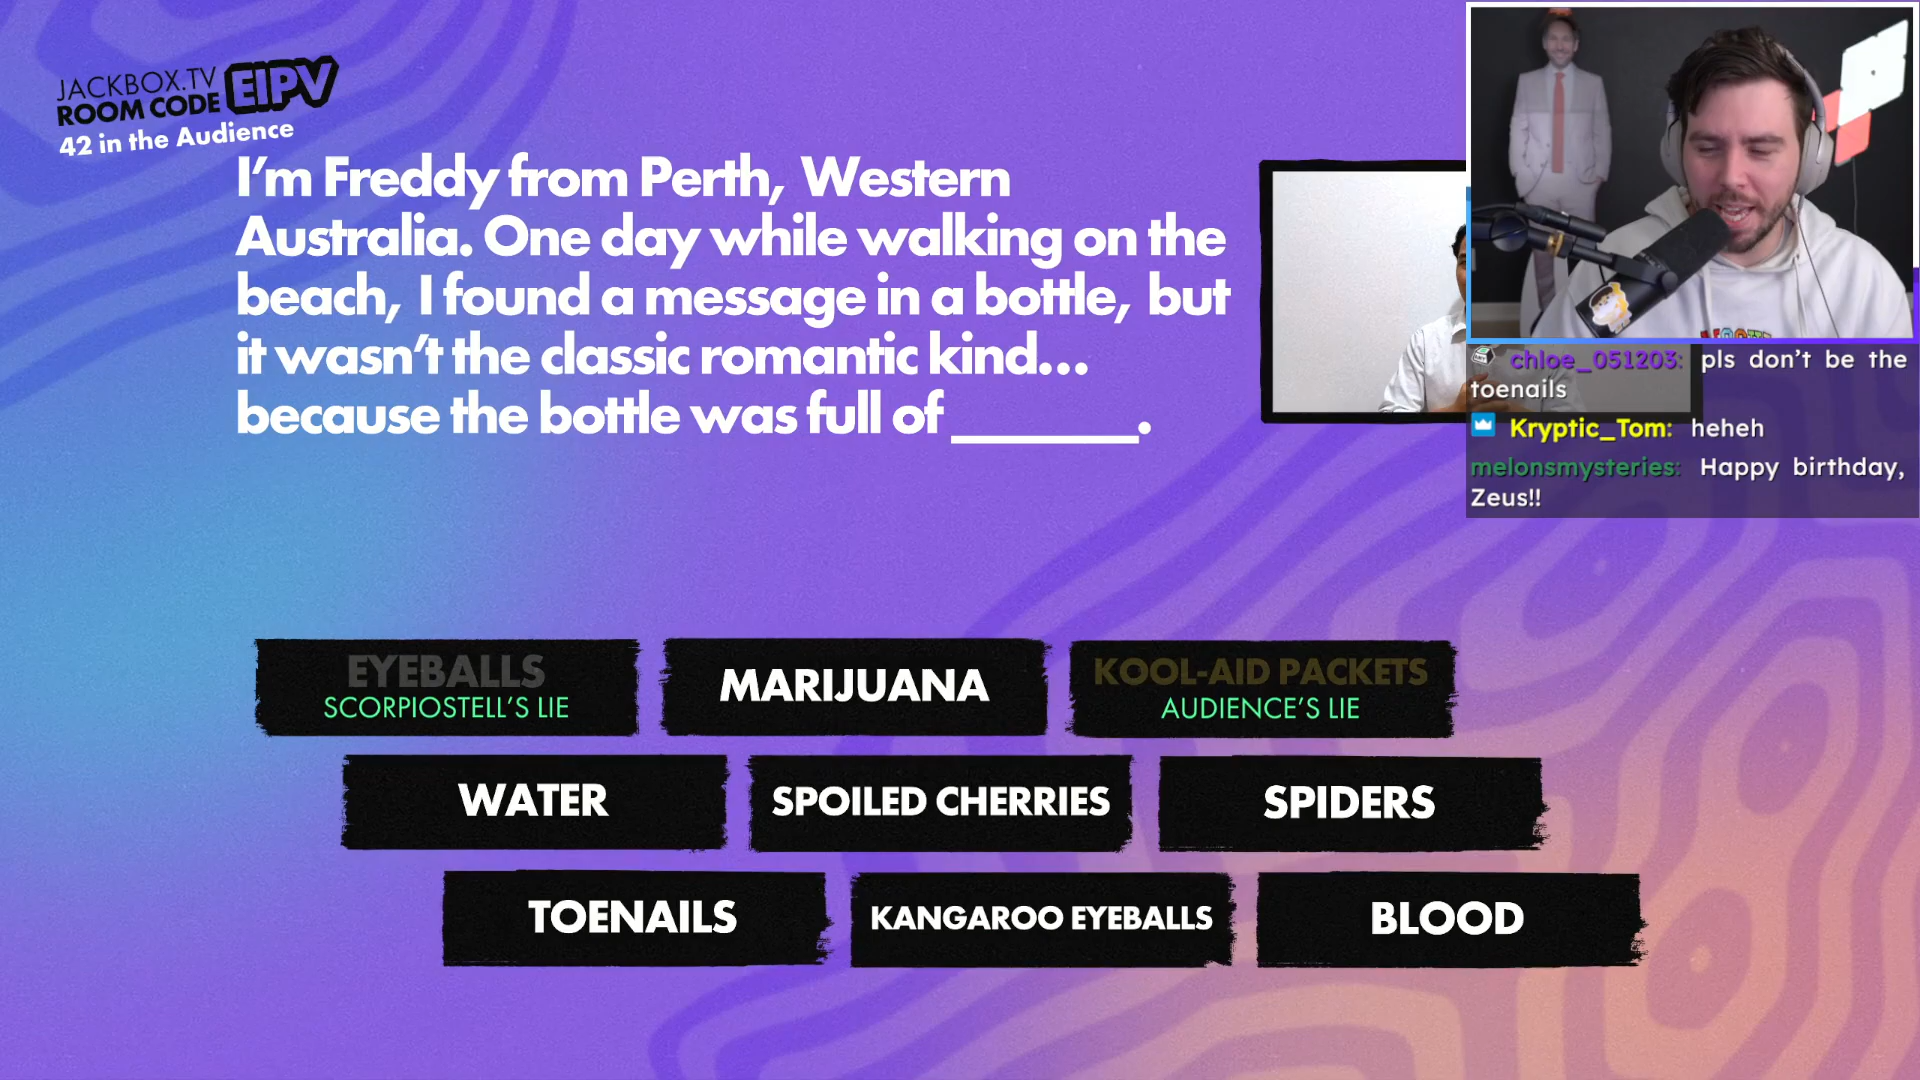 JACKBOX.TV
ROOM CODE EIPV
42 in the Audience
I'm Freddy from Perth, Western
Australia. One day while walking on the
beach, I found a message in a bottle, but
it wasn't the classic romantic kind...
because the bottle was full of ______.
chloe_051203: pls don't be the
toenails
Kryptic_Tom: heheh
melonsmysteries: Happy birthday,
Zeus!!
EYEBALLS
SCORPIOSTELL'S LIE
MARIJUANA
KOOL-AID PACKETS
AUDIENCE'S LIE
WATER
SPOILED CHERRIES
SPIDERS
TOENAILS
KANGAROO EYEBALLS
BLOOD